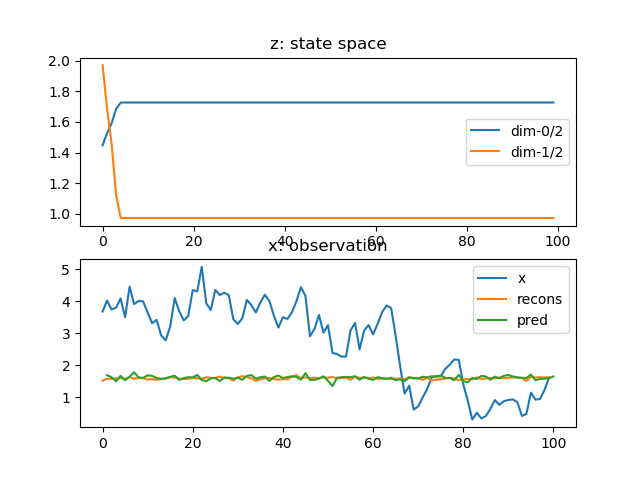 z: state space
2.0
1.8
1.6
1.4
1.2
1.0
dim-0/2
dim-1/2
0 20 40 60 80 100
x: observation
5
4
3
2
1
x
recons
pred
0 20 40 60 80 100